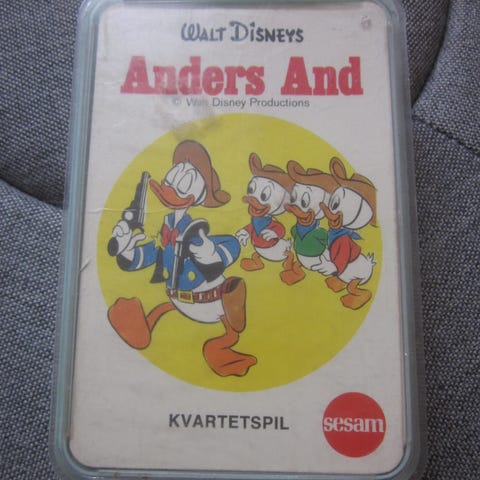 WALT DISNEYS
Anders And
© Walt Disney Productions
KVARTETSPIL
sesam